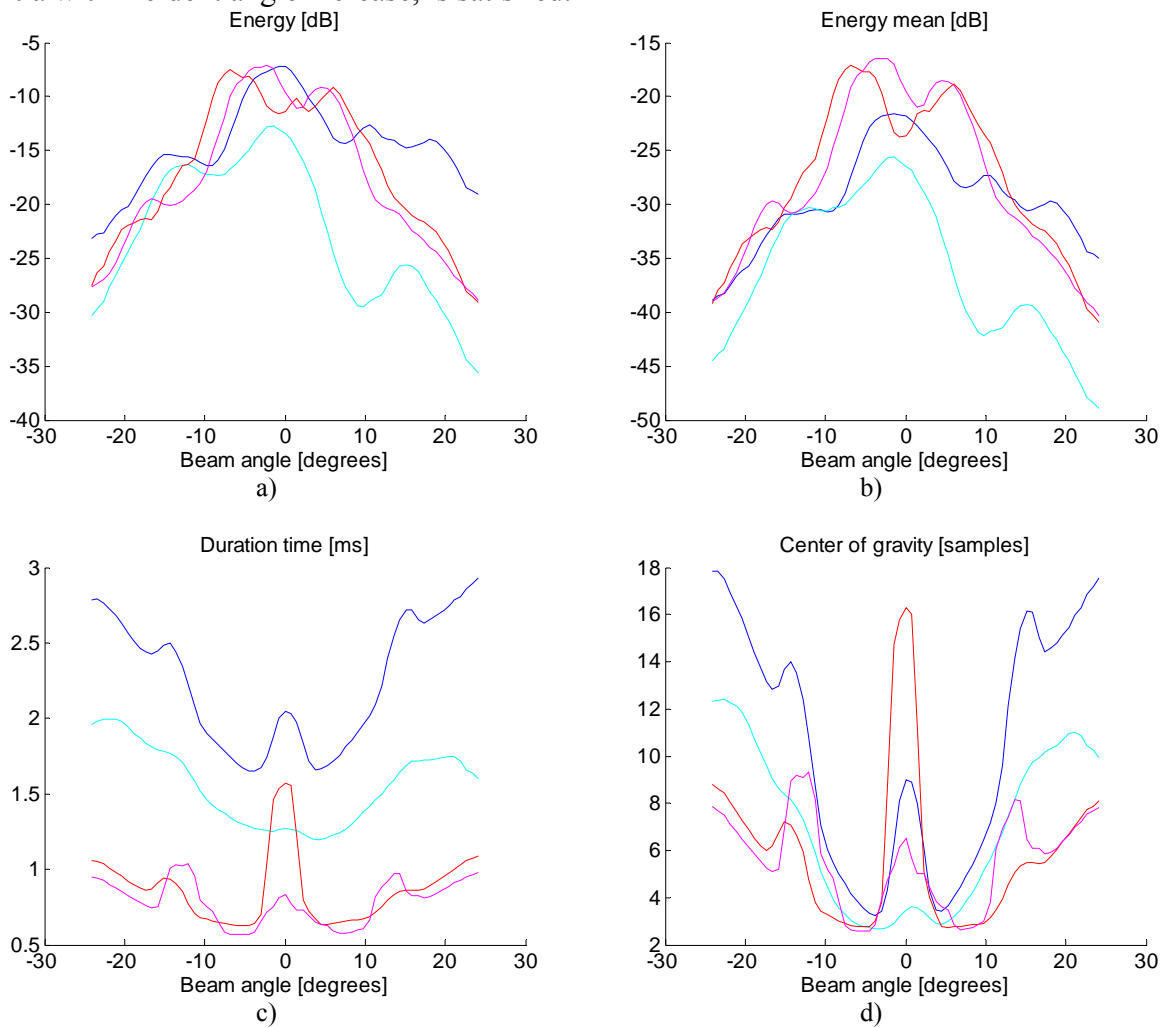 Energy [dB]
Energy mean [dB]
-5
-10
-15
-20
-25
-30
-35
-40
-30 -20 -10 0 10 20 30
Beam angle [degrees]
a)
-15
-20
-25
-30
-35
-40
-45
-50
-30 -20 -10 0 10 20 30
Beam angle [degrees]
b)
Duration time [ms]
3
2.5
2
1.5
1
0.5
-30 -20 -10 0 10 20 30
Beam angle [degrees]
c)
Center of gravity [samples]
18
16
14
12
10
8
6
4
2
-30 -20 -10 0 10 20 30
Beam angle [degrees]
d)